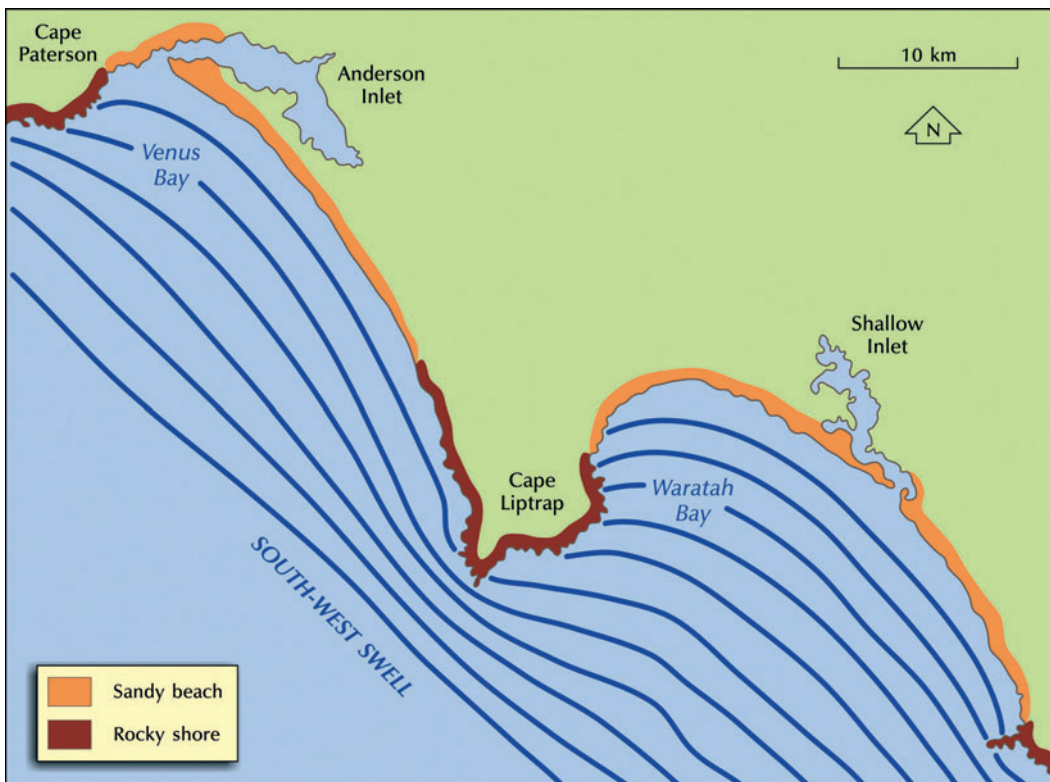 Cape
Paterson
Anderson
Inlet
10 km
N
Venus
Bay
Shallow
Inlet
Cape
Liptrap
Waratah
Bay
SOUTH-WEST SWELL
Sandy beach
Rocky shore